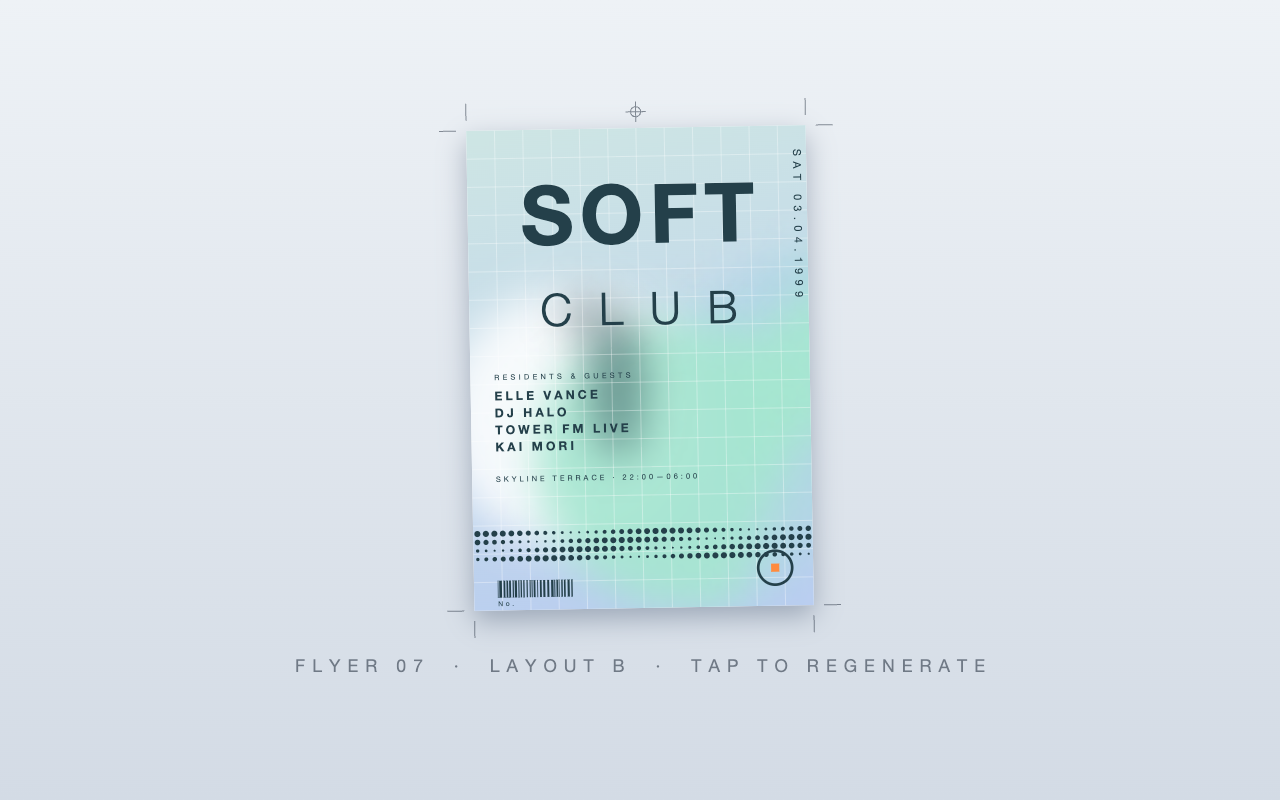 SOFT
CLUB
SAT 03.04.1999
RESIDENTS & GUESTS
ELLE VANCE
DJ HALO
TOWER FM LIVE
KAI MORI
SKYLINE TERRACE · 22:00—06:00
No.
FLYER 07 · LAYOUT B · TAP TO REGENERATE